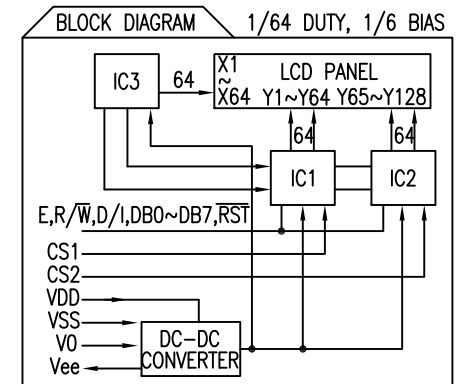 BLOCK DIAGRAM 1/64 DUTY, 1/6 BIAS
IC3 64 X1 ~ X64 LCD PANEL
Y1~Y64 Y65~Y128
64 64
IC1 IC2
E,R/W̅,D/I,DB0~DB7,R̅S̅T̅
CS1
CS2
VDD
VSS
V0
Vee
DC-DC
CONVERTER